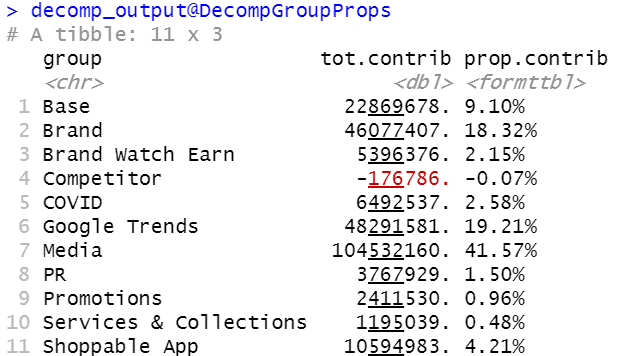 > decomp_output@DecompGroupProps
# A tibble: 11 x 3
   group                  tot.contrib prop.contrib
   <chr>                        <dbl> <formttbl>
 1 Base                     22869678. 9.10%
 2 Brand                    46077407. 18.32%
 3 Brand Watch Earn          5396376. 2.15%
 4 Competitor                -176786. -0.07%
 5 COVID                     6492537. 2.58%
 6 Google Trends            48291581. 19.21%
 7 Media                   104532160. 41.57%
 8 PR                        3767929. 1.50%
 9 Promotions                2411530. 0.96%
10 Services & Collections    1195039. 0.48%
11 Shoppable App            10594983. 4.21%